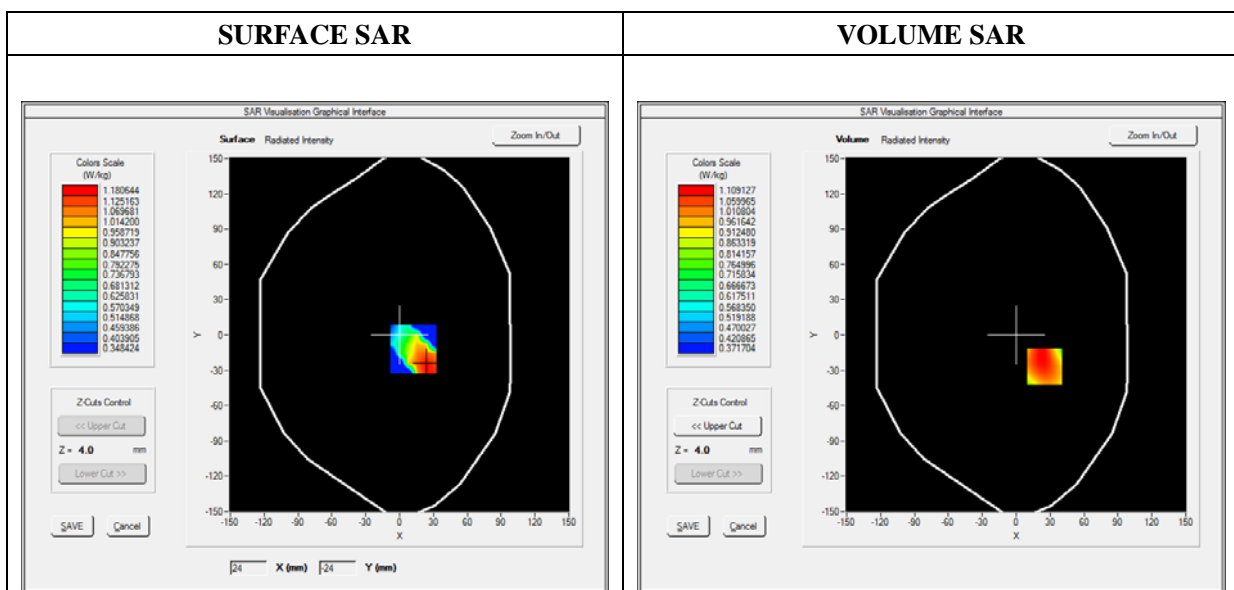 SURFACE SAR
VOLUME SAR
SAR Visualisation Graphical Interface
Surface Radiated Intensity
Zoom In/Out
Colors Scale
(W/kg)
1.180644
1.125163
1.069681
1.014200
0.958719
0.903237
0.847756
0.792275
0.736793
0.681312
0.625831
0.570349
0.514868
0.459386
0.403905
0.348424
Z-Cuts Control
<< Upper Cut
Z = 4.0 mm
Lower Cut >>
SAVE Cancel
150
120
90
60
30
0
-30
-60
-90
-120
-150
Y
-150 -120 -90 -60 -30 0 30 60 90 120 150
X
24 X (mm) -24 Y (mm)
SAR Visualisation Graphical Interface
Volume Radiated Intensity
Zoom In/Out
Colors Scale
(W/kg)
1.109127
1.059965
1.010804
0.961642
0.912480
0.863319
0.814157
0.764996
0.715834
0.666673
0.617511
0.568350
0.519188
0.470027
0.420865
0.371704
Z-Cuts Control
<< Upper Cut
Z = 4.0 mm
Lower Cut >>
SAVE Cancel
150
120
90
60
30
0
-30
-60
-90
-120
-150
Y
-150 -120 -90 -60 -30 0 30 60 90 120 150
X